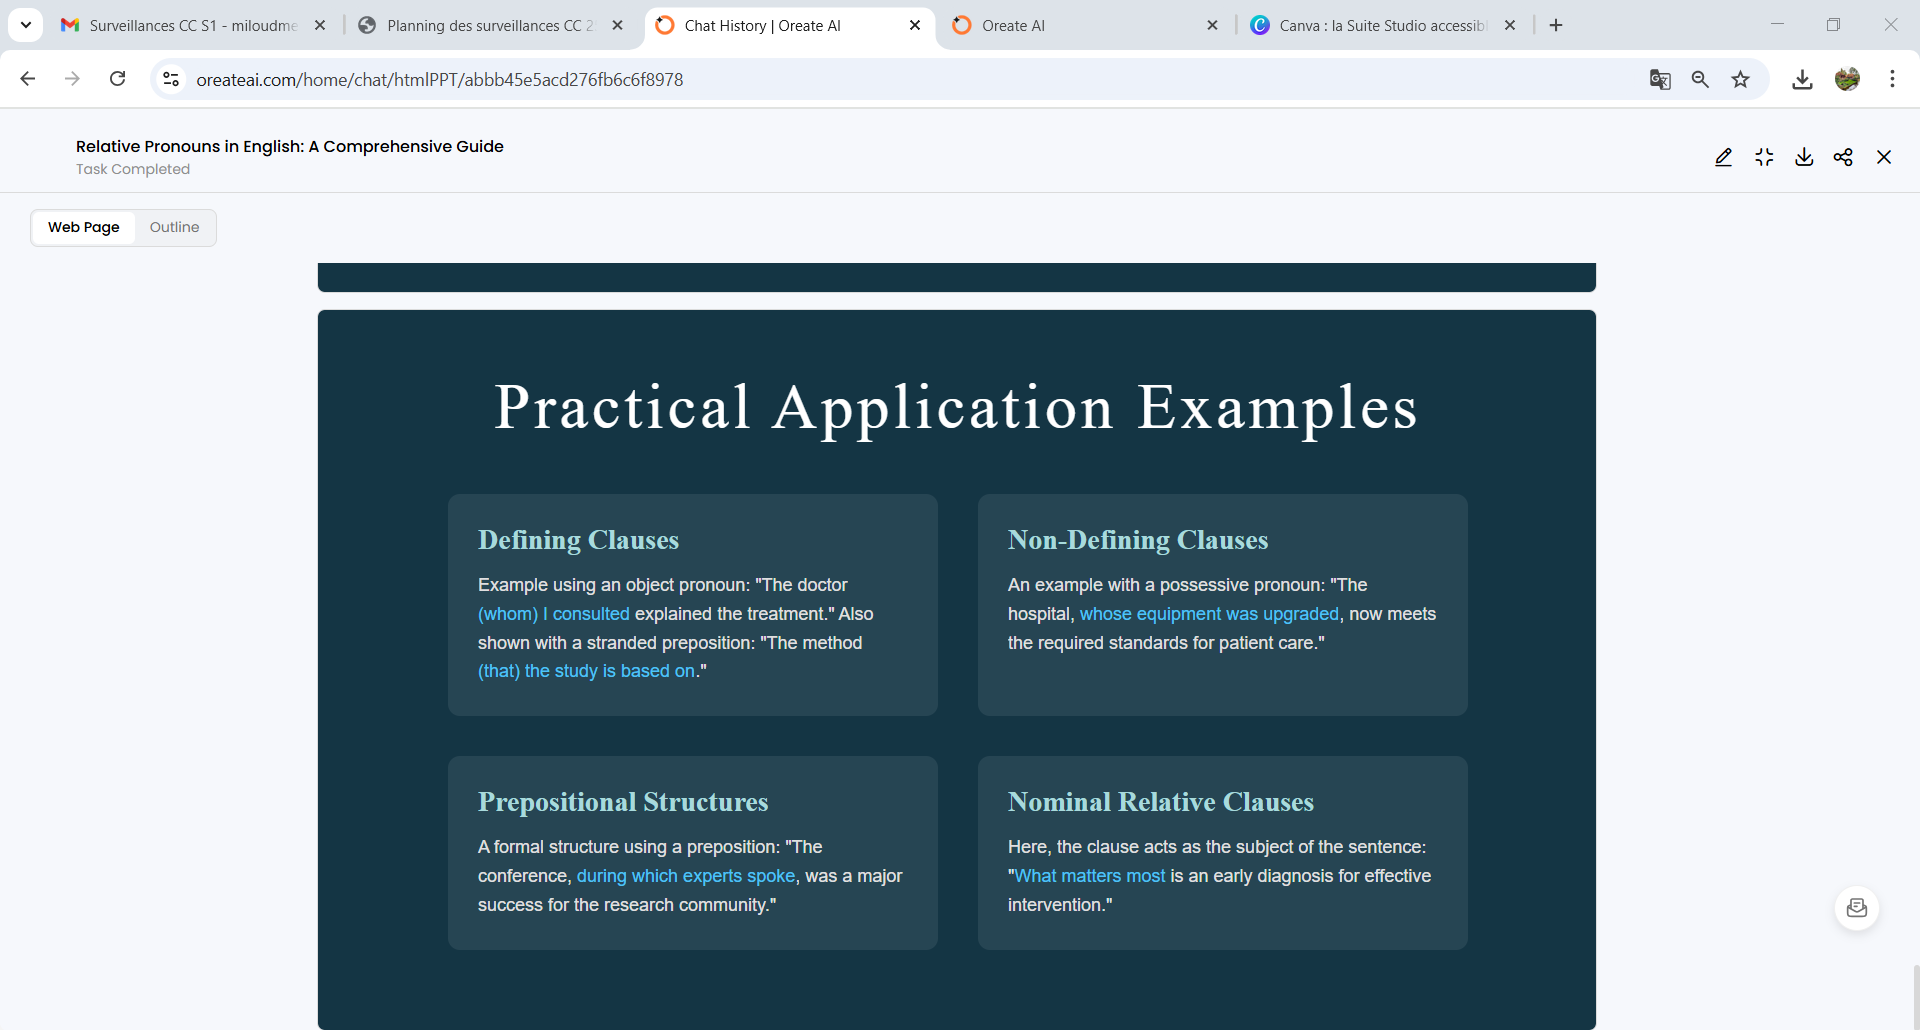 Surveillances CC S1 - miloudme
Planning des surveillances CC 2
Chat History | Oreate AI
Oreate AI
Canva : la Suite Studio accessib
oreateai.com/home/chat/htmlPPT/abbb45e5acd276fb6c6f8978
Relative Pronouns in English: A Comprehensive Guide
Task Completed
Web Page Outline
Practical Application Examples
Defining Clauses
Example using an object pronoun: "The doctor
(whom) I consulted explained the treatment." Also
shown with a stranded preposition: "The method
(that) the study is based on."
Non-Defining Clauses
An example with a possessive pronoun: "The
hospital, whose equipment was upgraded, now meets
the required standards for patient care."
Prepositional Structures
A formal structure using a preposition: "The
conference, during which experts spoke, was a major
success for the research community."
Nominal Relative Clauses
Here, the clause acts as the subject of the sentence:
"What matters most is an early diagnosis for effective
intervention."